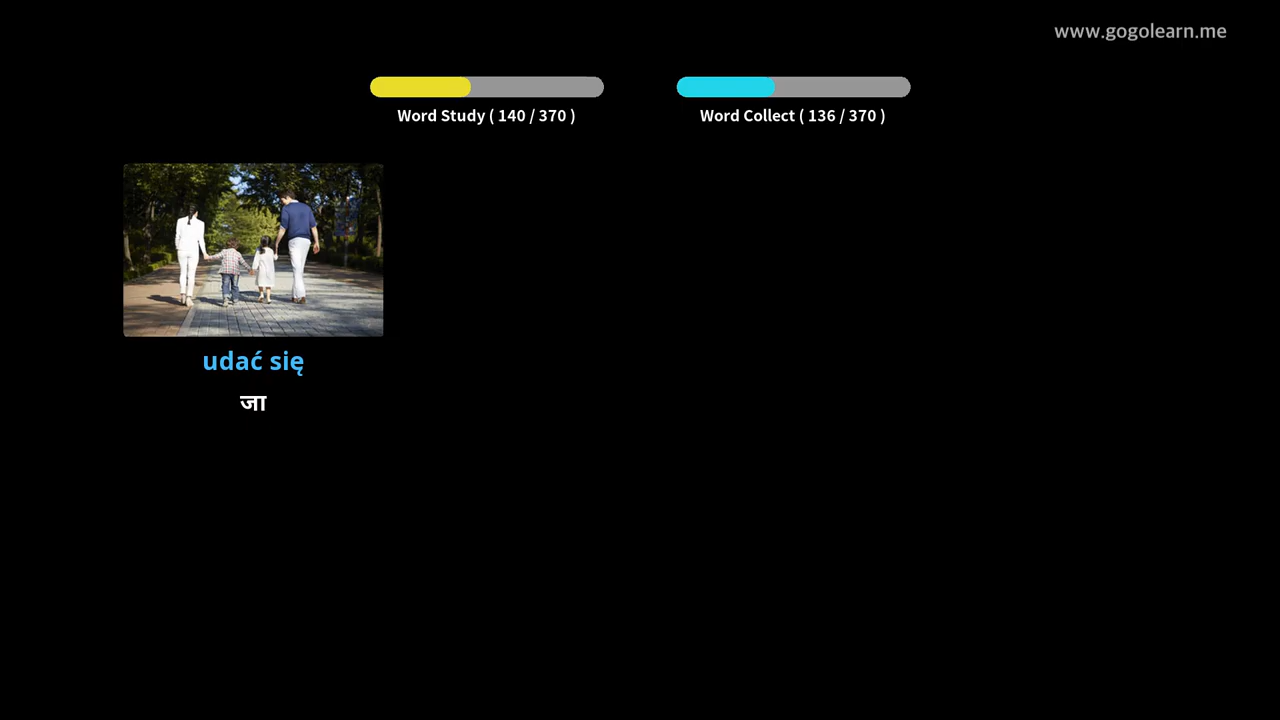 www.gogolearn.me
Word Study ( 140 / 370 )
Word Collect ( 136 / 370 )
udać się
जा